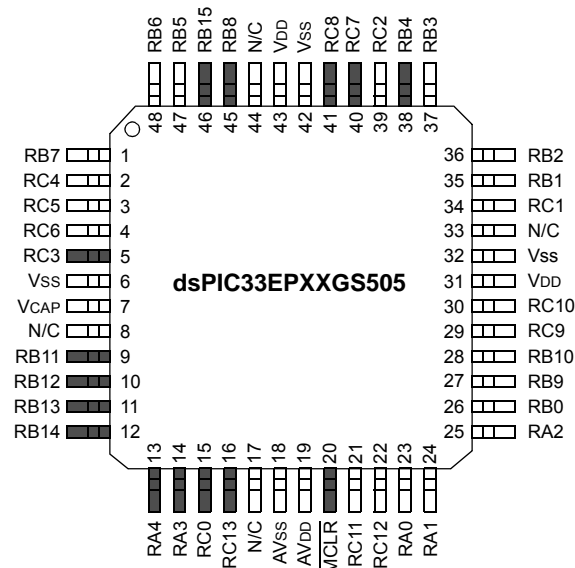 RB6 RB5 RB15 RB8 N/C VDD VSS RC8 RC7 RC2 RB4 RB3
48 47 46 45 44 43 42 41 40 39 38 37
RB7 1 36 RB2
RC4 2 35 RB1
RC5 3 34 RC1
RC6 4 33 N/C
RC3 5 32 Vss
VSS 6 31 VDD
VCAP 7 30 RC10
N/C 8 29 RC9
RB11 9 28 RB10
RB12 10 27 RB9
RB13 11 26 RB0
RB14 12 25 RA2
dsPIC33EPXXGS505
13 14 15 16 17 18 19 20 21 22 23 24
RA4 RA3 RC0 RC13 N/C AVSS AVDD MCLR RC11 RC12 RA0 RA1